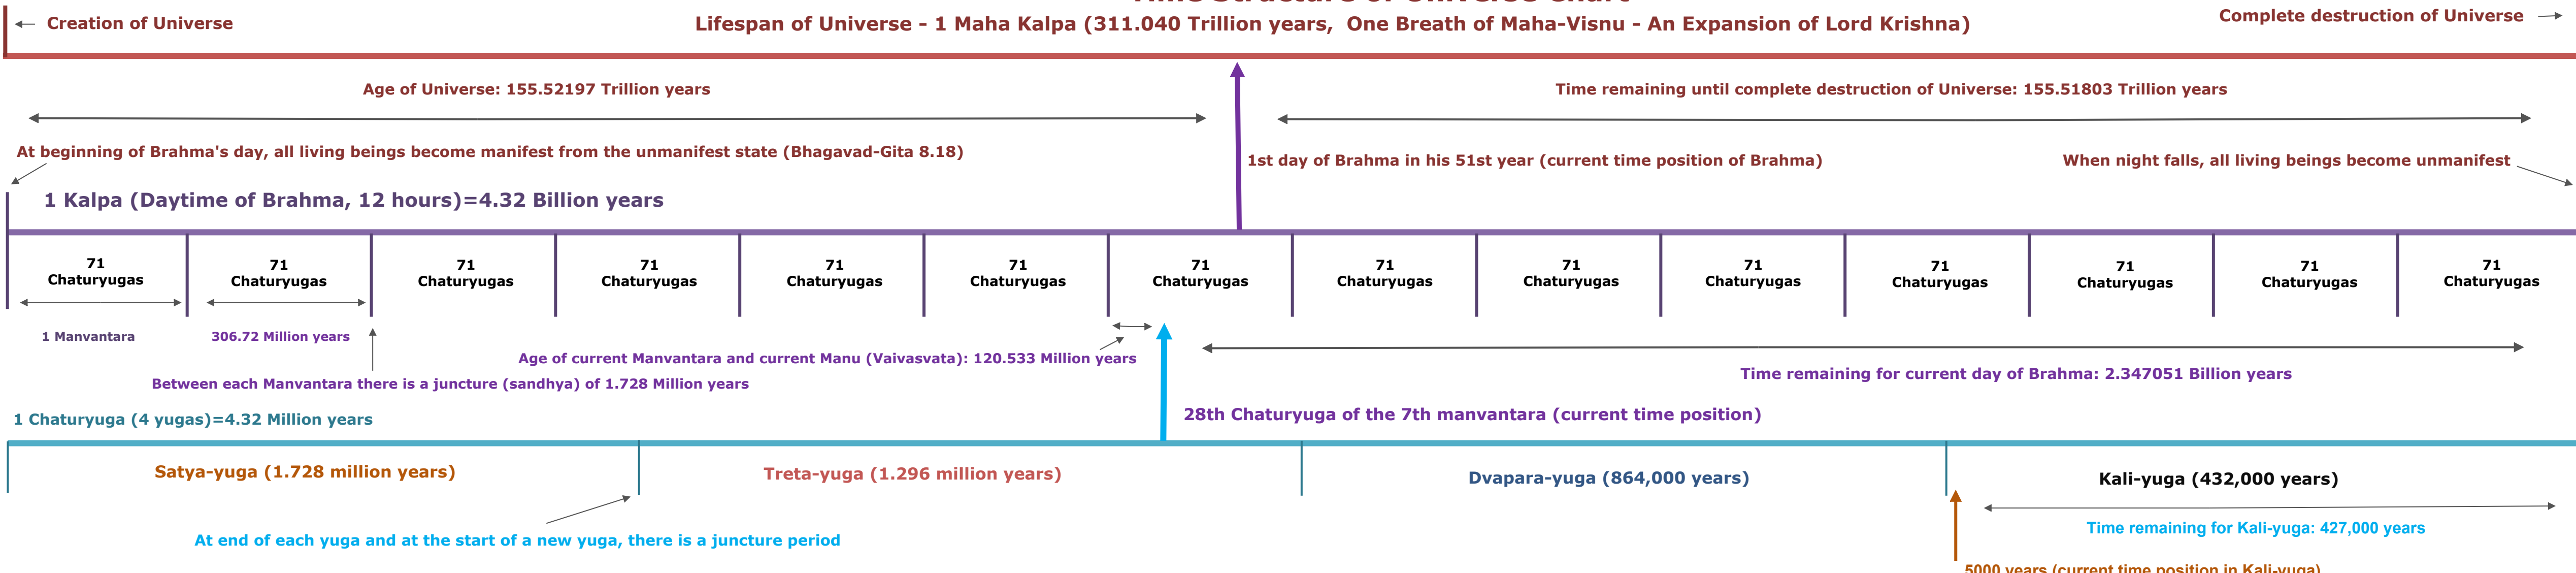 Time Structure of Universe Chart
Creation of Universe
Lifespan of Universe - 1 Maha Kalpa (311.040 Trillion years, One Breath of Maha-Visnu - An Expansion of Lord Krishna)
Complete destruction of Universe
Age of Universe: 155.52197 Trillion years
Time remaining until complete destruction of Universe: 155.51803 Trillion years
At beginning of Brahma's day, all living beings become manifest from the unmanifest state (Bhagavad-Gita 8.18)
1st day of Brahma in his 51st year (current time position of Brahma)
When night falls, all living beings become unmanifest
1 Kalpa (Daytime of Brahma, 12 hours)=4.32 Billion years
71
Chaturyugas
71
Chaturyugas
71
Chaturyugas
71
Chaturyugas
71
Chaturyugas
71
Chaturyugas
71
Chaturyugas
71
Chaturyugas
71
Chaturyugas
71
Chaturyugas
71
Chaturyugas
71
Chaturyugas
71
Chaturyugas
71
Chaturyugas
1 Manvantara
306.72 Million years
Age of current Manvantara and current Manu (Vaivasvata): 120.533 Million years
Between each Manvantara there is a juncture (sandhya) of 1.728 Million years
Time remaining for current day of Brahma: 2.347051 Billion years
1 Chaturyuga (4 yugas)=4.32 Million years
28th Chaturyuga of the 7th manvantara (current time position)
Satya-yuga (1.728 million years)
Treta-yuga (1.296 million years)
Dvapara-yuga (864,000 years)
Kali-yuga (432,000 years)
Time remaining for Kali-yuga: 427,000 years
At end of each yuga and at the start of a new yuga, there is a juncture period
5000 years (current time position in Kali-yuga)